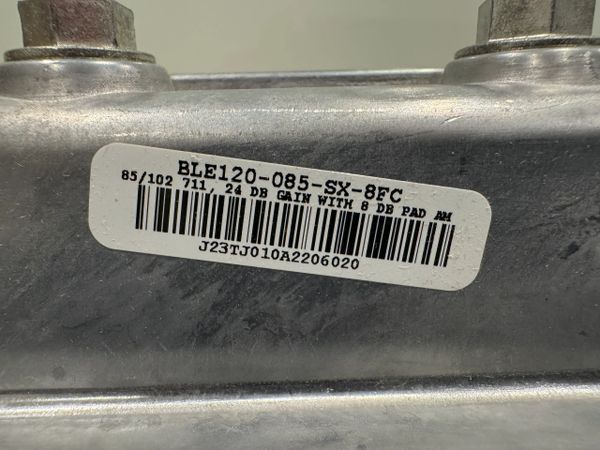 BLE120-085-SX-8FC
85/102 711, 24 DB GAIN WITH 8 DB PAD AM
J23TJ010A2206020